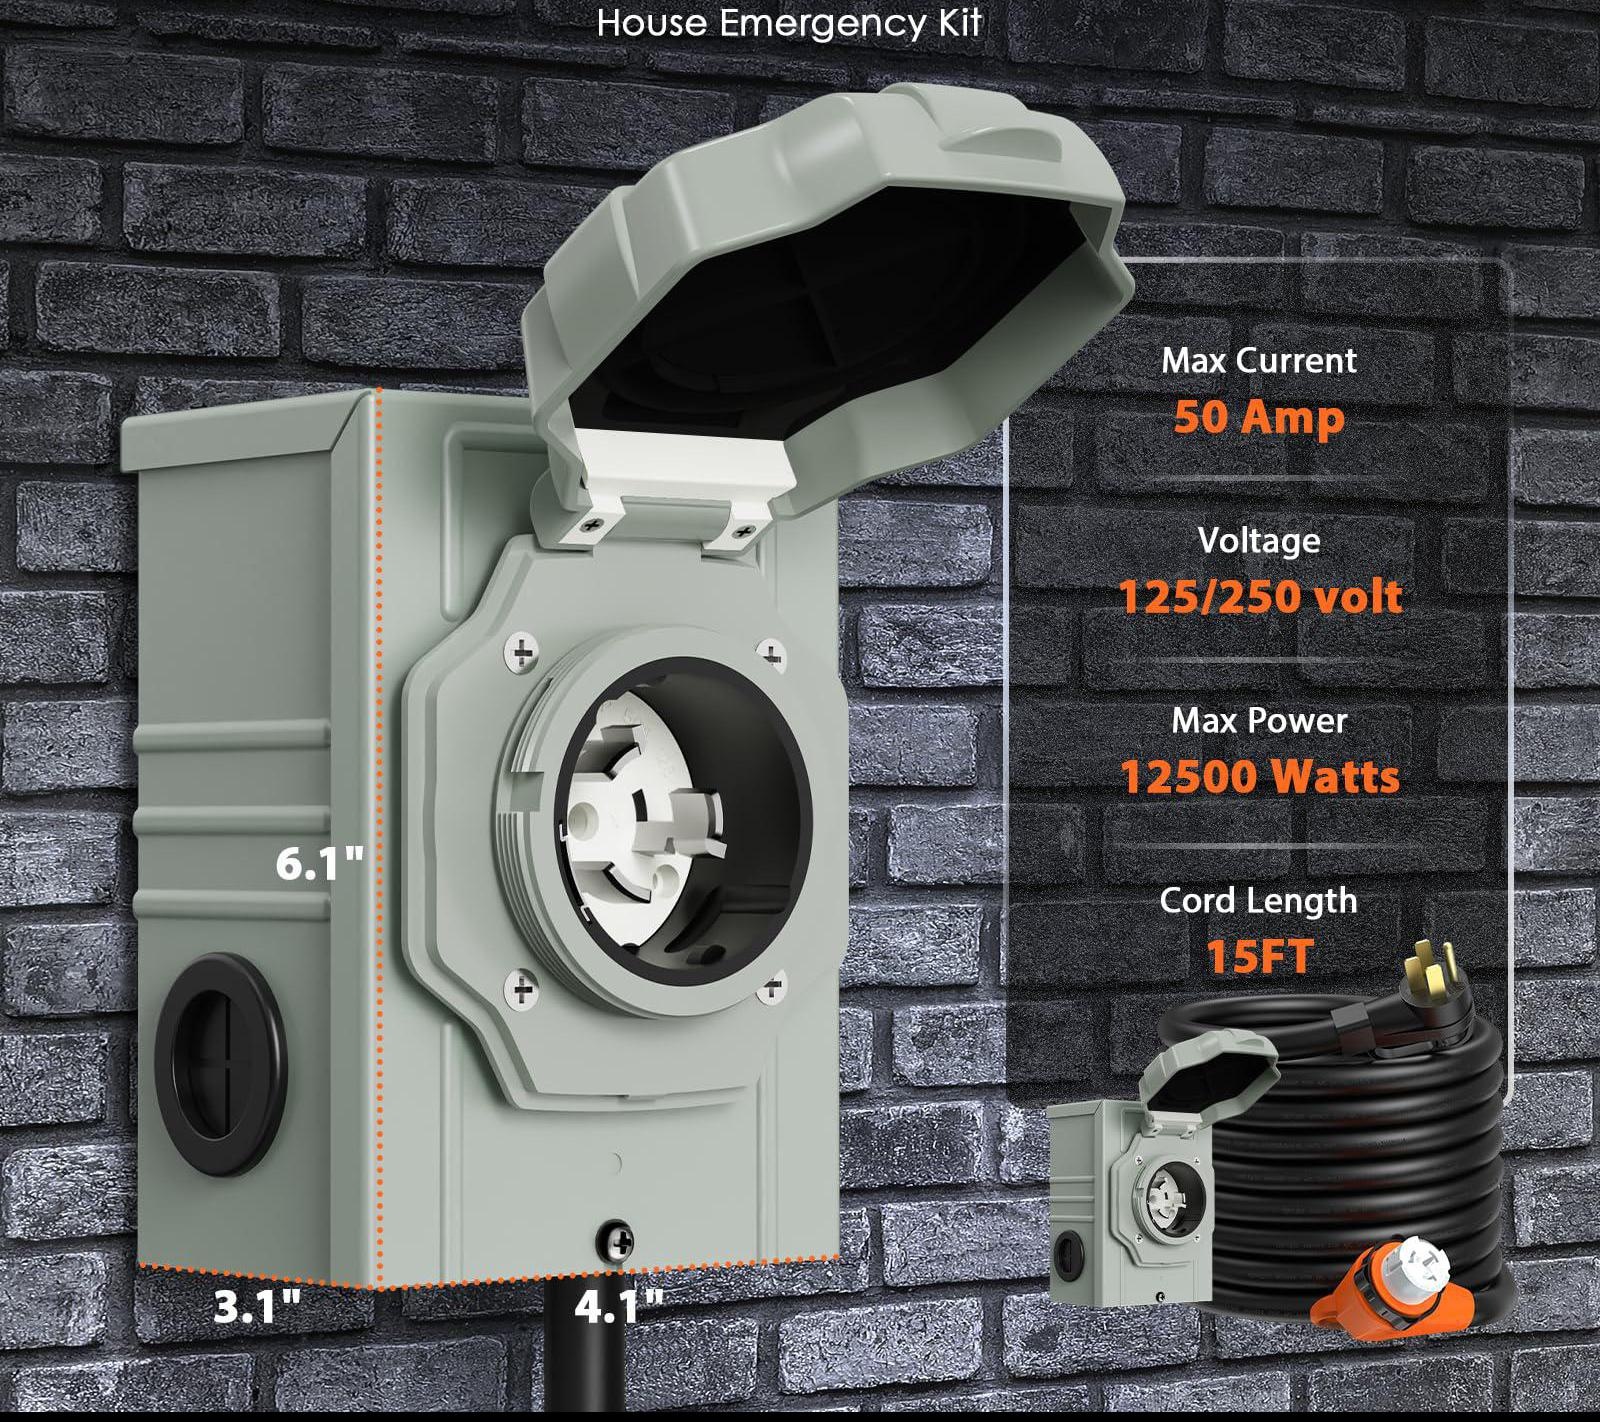 House Emergency Kit
Max Current
50 Amp
Voltage
125/250 volt
Max Power
12500 Watts
Cord Length
15FT
6.1"
3.1"
4.1"